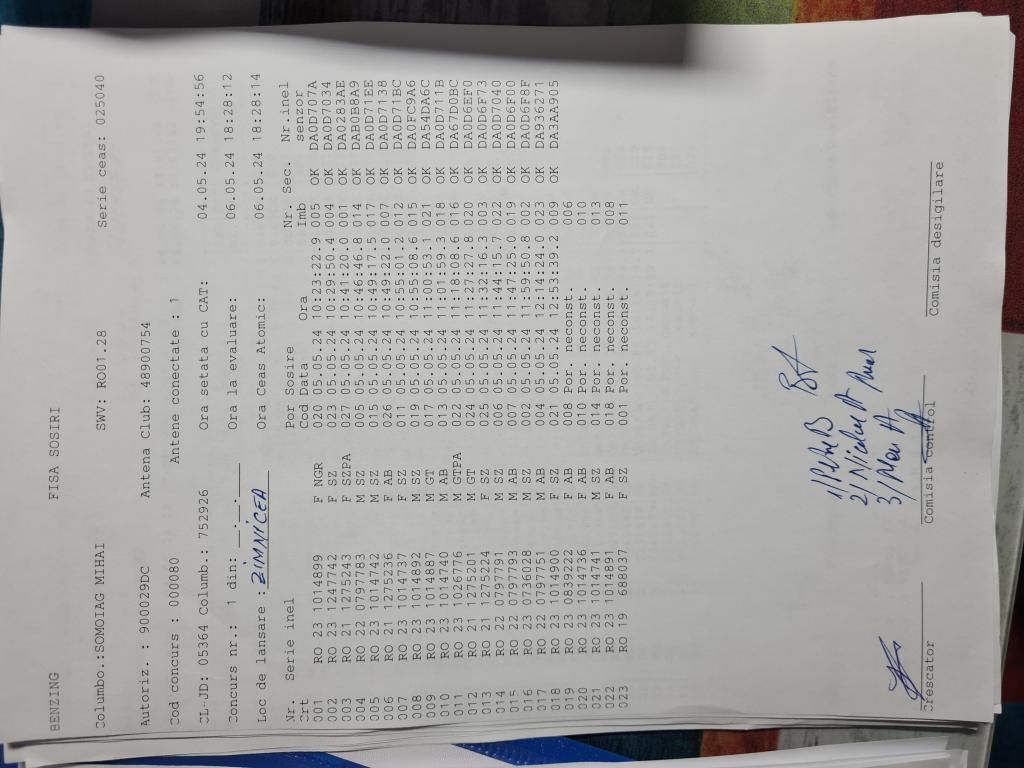 BENZING FISA SOSIRI
Columbo.:SOMOIAG MIHAI SWV: RO01.28 Serie ceas: 025040
Autoriz. : 900029DC Antena Club: 48900754
Cod concurs : 000080 Antene conectate : 1
CL-JD: 05364 Columb.: 752926 Ora setata cu CAT: 04.05.24 19:54:56
Concurs nr.: 1 din: __.__.__ Ora la evaluare: 06.05.24 18:28:12
Loc de lansare : ZIMNICEA Ora Ceas Atomic: 06.05.24 18:28:14
Nr. Serie inel Por Sosire Nr. Sec. Nr.inel
Crt Cod Data Ora Imb senzor
001 RO 23 1014899 F NGR 020 05.05.24 10:23:22.9 005 OK DA0D707A
002 RO 23 1247742 F SZ 023 05.05.24 10:29:50.4 004 OK DA0D7034
003 RO 21 1275243 F SZPA 027 05.05.24 10:41:20.0 001 OK DA0283AE
004 RO 22 0797783 M SZ 005 05.05.24 10:46:46.8 014 OK DAB0B8A9
005 RO 23 1014742 M SZ 015 05.05.24 10:49:17.5 017 OK DA0D71EE
006 RO 21 1275236 F AB 026 05.05.24 10:49:22.0 007 OK DA0D7138
007 RO 23 1014737 F SZ 011 05.05.24 10:55:01.2 012 OK DA0D71BC
008 RO 23 1014892 M SZ 019 05.05.24 10:55:08.6 015 OK DA0FC9A6
009 RO 23 1014887 M GT 017 05.05.24 11:00:53.1 021 OK DA54DA6C
010 RO 23 1014740 M AB 013 05.05.24 11:01:59.3 018 OK DA0D711B
011 RO 23 1026776 M GTPA 022 05.05.24 11:18:08.6 016 OK DA67D0BC
012 RO 21 1275201 M GT 024 05.05.24 11:27:27.8 020 OK DA0D6EF0
013 RO 21 1275224 F SZ 025 05.05.24 11:32:16.3 003 OK DA0D6F73
014 RO 22 0797791 M SZ 006 05.05.24 11:44:15.7 022 OK DA0D7040
015 RO 22 0797793 M AB 007 05.05.24 11:47:25.0 019 OK DA0D6F00
016 RO 23 0736028 M SZ 002 05.05.24 11:59:50.8 002 OK DA0D6F8F
017 RO 22 0797751 M AB 004 05.05.24 12:14:24.0 023 OK DA936271
018 RO 23 1014900 F SZ 021 05.05.24 12:53:39.2 009 OK DA3AA905
019 RO 23 0839222 F AB 008 Por. neconst. 006
020 RO 23 1014736 F AB 010 Por. neconst. 010
021 RO 23 1014741 M SZ 014 Por. neconst. 013
022 RO 23 1014891 F AB 018 Por. neconst. 008
023 RO 19 688037 F SZ 001 Por. neconst. 011
1)
2)
3)
Crescator Comisia control Comisia desigilare